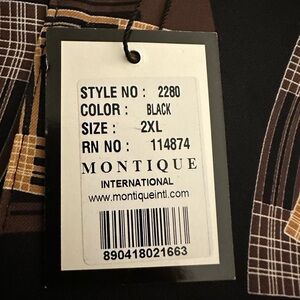 STYLE NO : 2280
COLOR : BLACK
SIZE : 2XL
RN NO : 114874
MONTIQUE
INTERNATIONAL
www.montiqueintl.com
890418021663